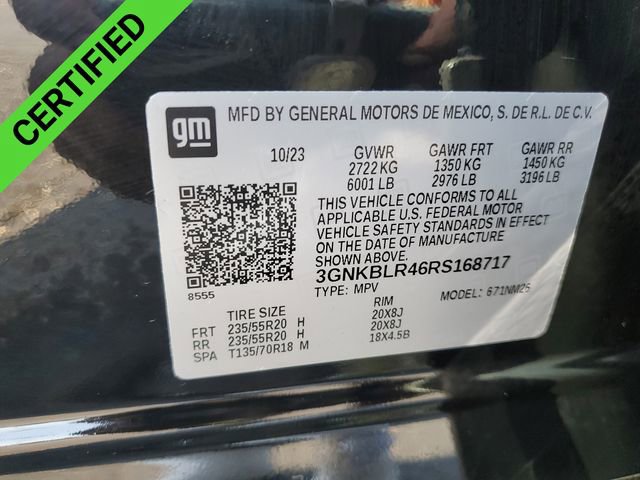 CERTIFIED
gm
MFD BY GENERAL MOTORS DE MEXICO, S. DE R.L. DE C.V.
10/23 GVWR GAWR FRT GAWR RR
2722 KG 1350 KG 1450 KG
6001 LB 2976 LB 3196 LB
THIS VEHICLE CONFORMS TO ALL
APPLICABLE U.S. FEDERAL MOTOR
VEHICLE SAFETY STANDARDS IN EFFECT
ON THE DATE OF MANUFACTURE
SHOWN ABOVE.
3GNKBLR46RS168717
8555
TYPE: MPV MODEL: 671NM26
TIRE SIZE RIM
FRT 235/55R20 H 20X8J
RR 235/55R20 H 20X8J
SPA T135/70R18 M 18X4.5B